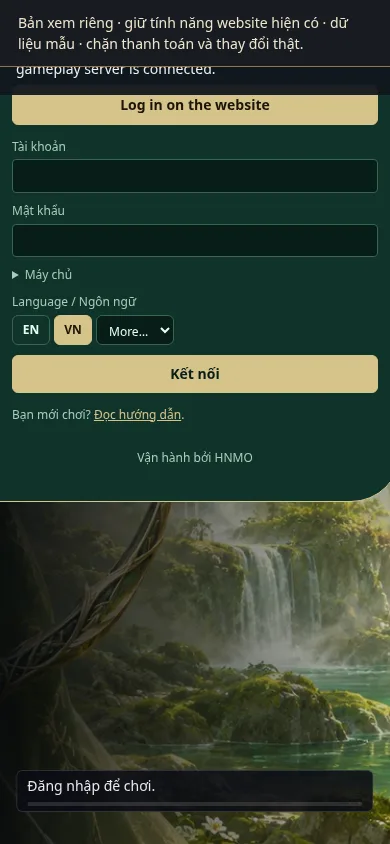 Bản xem riêng · giữ tính năng website hiện có · dữ
liệu mẫu · chặn thanh toán và thay đổi thật.
gameplay server is connected.
Log in on the website
Tài khoản
Mật khẩu
Máy chủ
Language / Ngôn ngữ
EN VN More...
Kết nối
Bạn mới chơi? Đọc hướng dẫn.
Vận hành bởi HNMO
Đăng nhập để chơi.